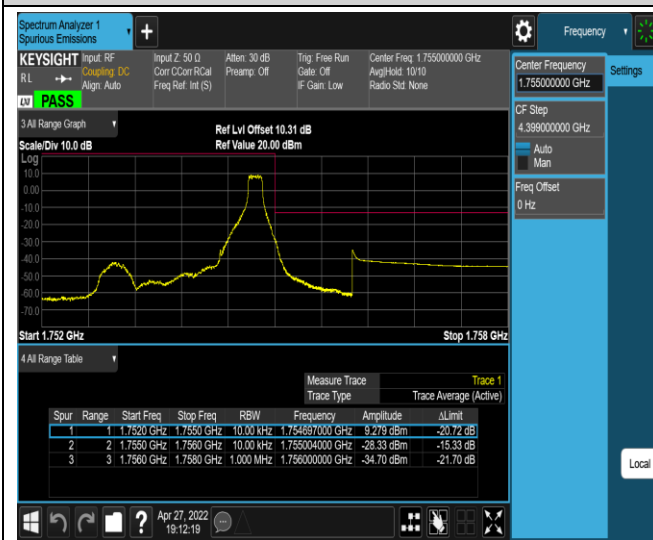 Spectrum Analyzer 1
Spurious Emissions
Frequency
KEYSIGHT Input: RF Input Z: 50 Ω Atten: 30 dB Trig: Free Run Center Freq: 1.755000000 GHz
RL Coupling: DC Corr CCorr RCal Preamp: Off Gate: Off Avg|Hold: 10/10
Align: Auto Freq Ref: Int (S) IF Gain: Low Radio Std: None
LXI PASS
3 All Range Graph
Ref Lvl Offset 10.31 dB
Scale/Div 10.0 dB Ref Value 20.00 dBm
Log
10.0
0.00
-10.0
-20.0
-30.0
-40.0
-50.0
-60.0
-70.0
Start 1.752 GHz Stop 1.758 GHz
4 All Range Table
Measure Trace Trace 1
Trace Type Trace Average (Active)
Spur Range Start Freq Stop Freq RBW Frequency Amplitude ΔLimit
1 1 1.7520 GHz 1.7550 GHz 10.00 kHz 1.754697000 GHz 9.279 dBm -20.72 dB
2 2 1.7550 GHz 1.7560 GHz 10.00 kHz 1.755004000 GHz -28.33 dBm -15.33 dB
3 3 1.7560 GHz 1.7580 GHz 1.000 MHz 1.756000000 GHz -34.70 dBm -21.70 dB
Apr 27, 2022
19:12:19
Center Frequency
1.755000000 GHz
CF Step
4.399000000 GHz
Auto
Man
Freq Offset
0 Hz
Settings
Local